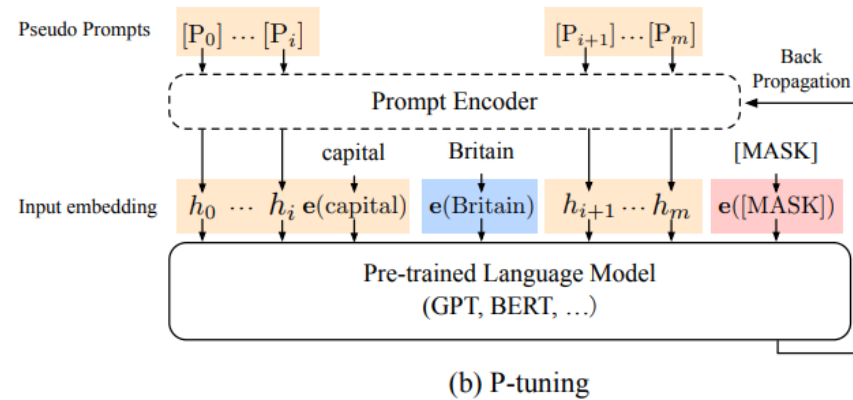 Pseudo Prompts [P₀] ⋯ [Pᵢ] [Pᵢ₊₁] ⋯ [Pₘ]
Back
Propagation
Prompt Encoder
capital Britain [MASK]
Input embedding h₀ ⋯ hᵢ e(capital) e(Britain) hᵢ₊₁ ⋯ hₘ e([MASK])
Pre-trained Language Model
(GPT, BERT, …)
(b) P-tuning